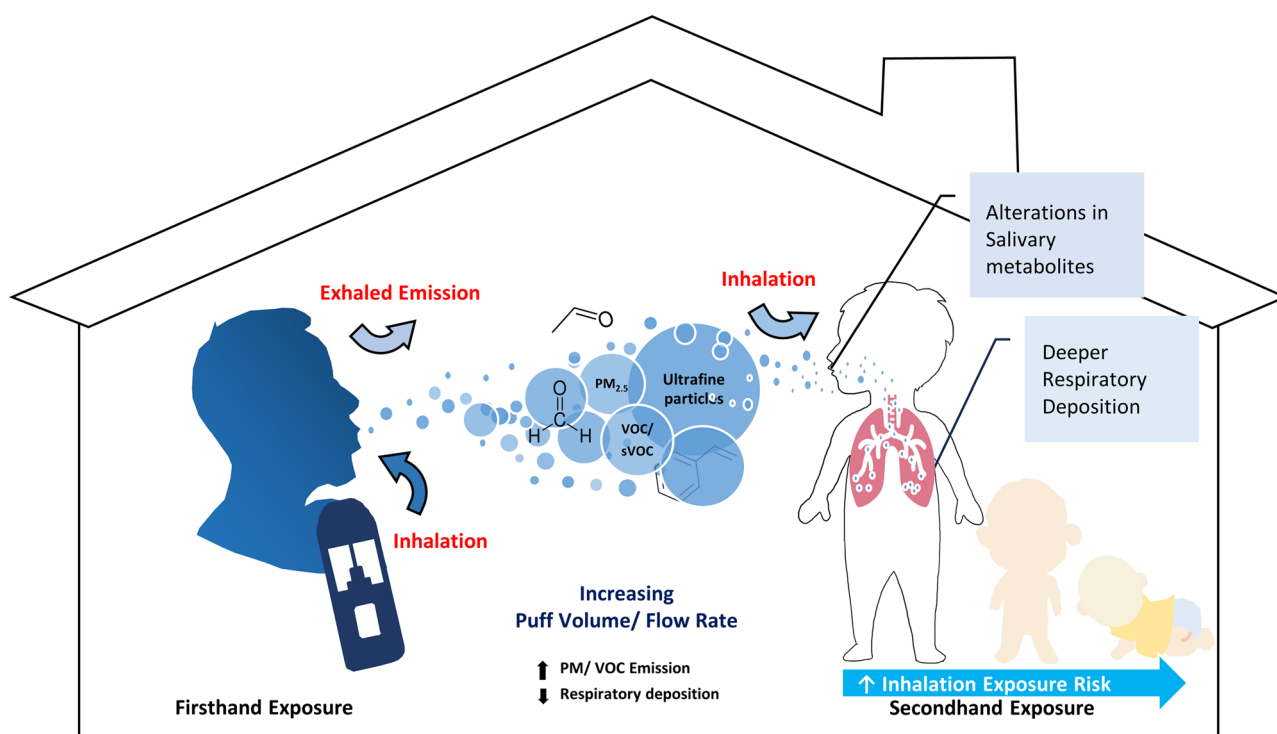 Alterations in
Salivary
metabolites
Exhaled Emission
Inhalation
Deeper
Respiratory
Deposition
O
PM2.5
Ultrafine
particles
O
H
H
VOC/
sVOC
Inhalation
Increasing
Puff Volume/ Flow Rate
⬆ PM/ VOC Emission
⬇ Respiratory deposition
↑ Inhalation Exposure Risk
Firsthand Exposure
Secondhand Exposure